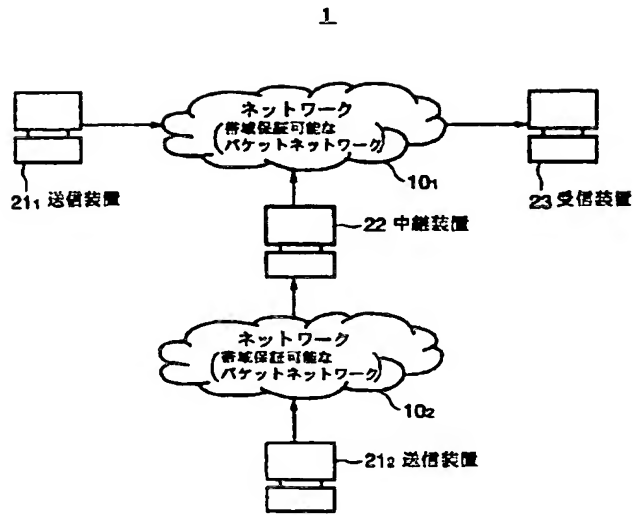 1
ネットワーク
(帯域保証可能な
パケットネットワーク)
21₁ 送信装置
10₁
23 受信装置
22 中継装置
ネットワーク
(帯域保証可能な
パケットネットワーク)
10₂
21₂ 送信装置